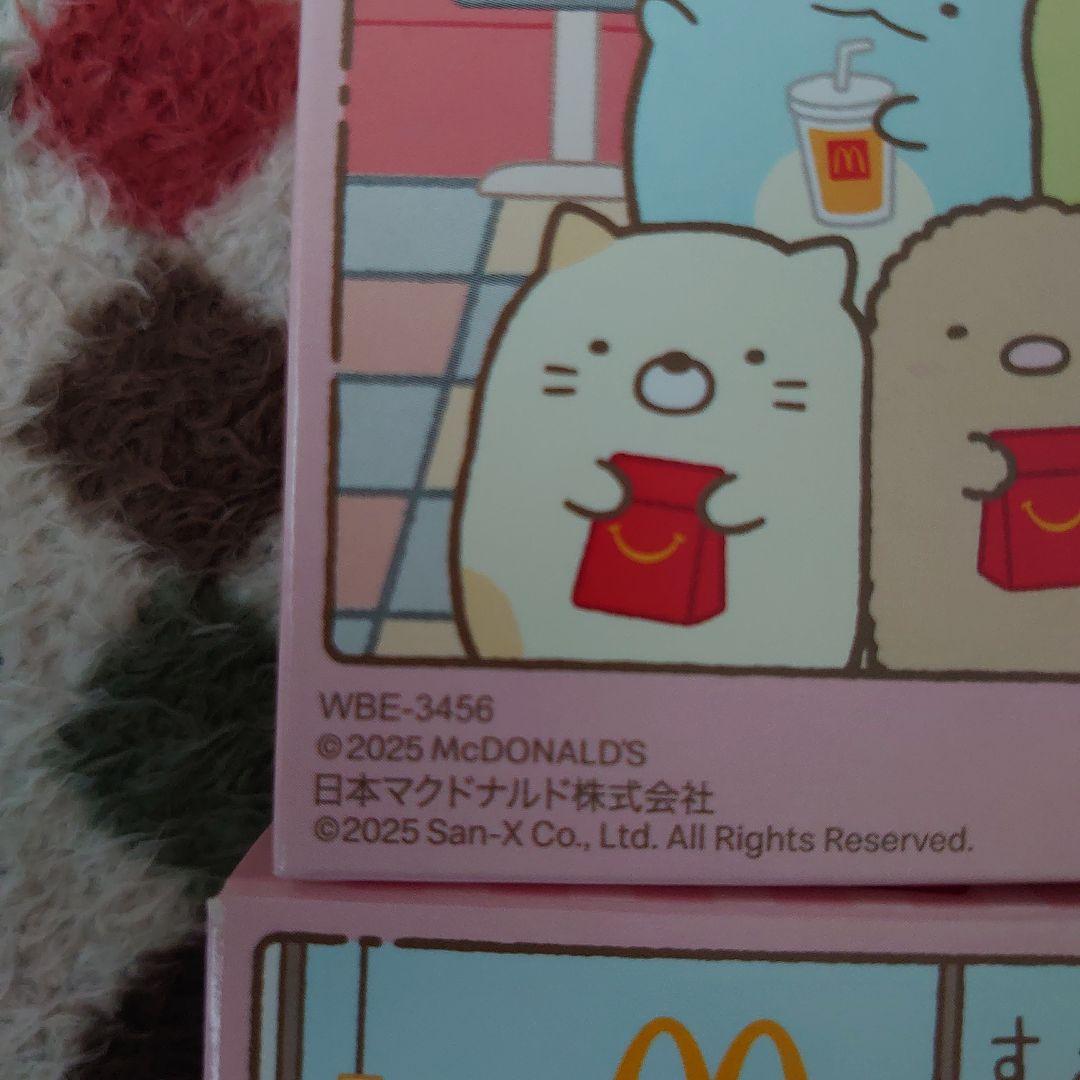 WBE-3456
©2025 McDONALD'S
日本マクドナルド株式会社
©2025 San-X Co., Ltd. All Rights Reserved.
す